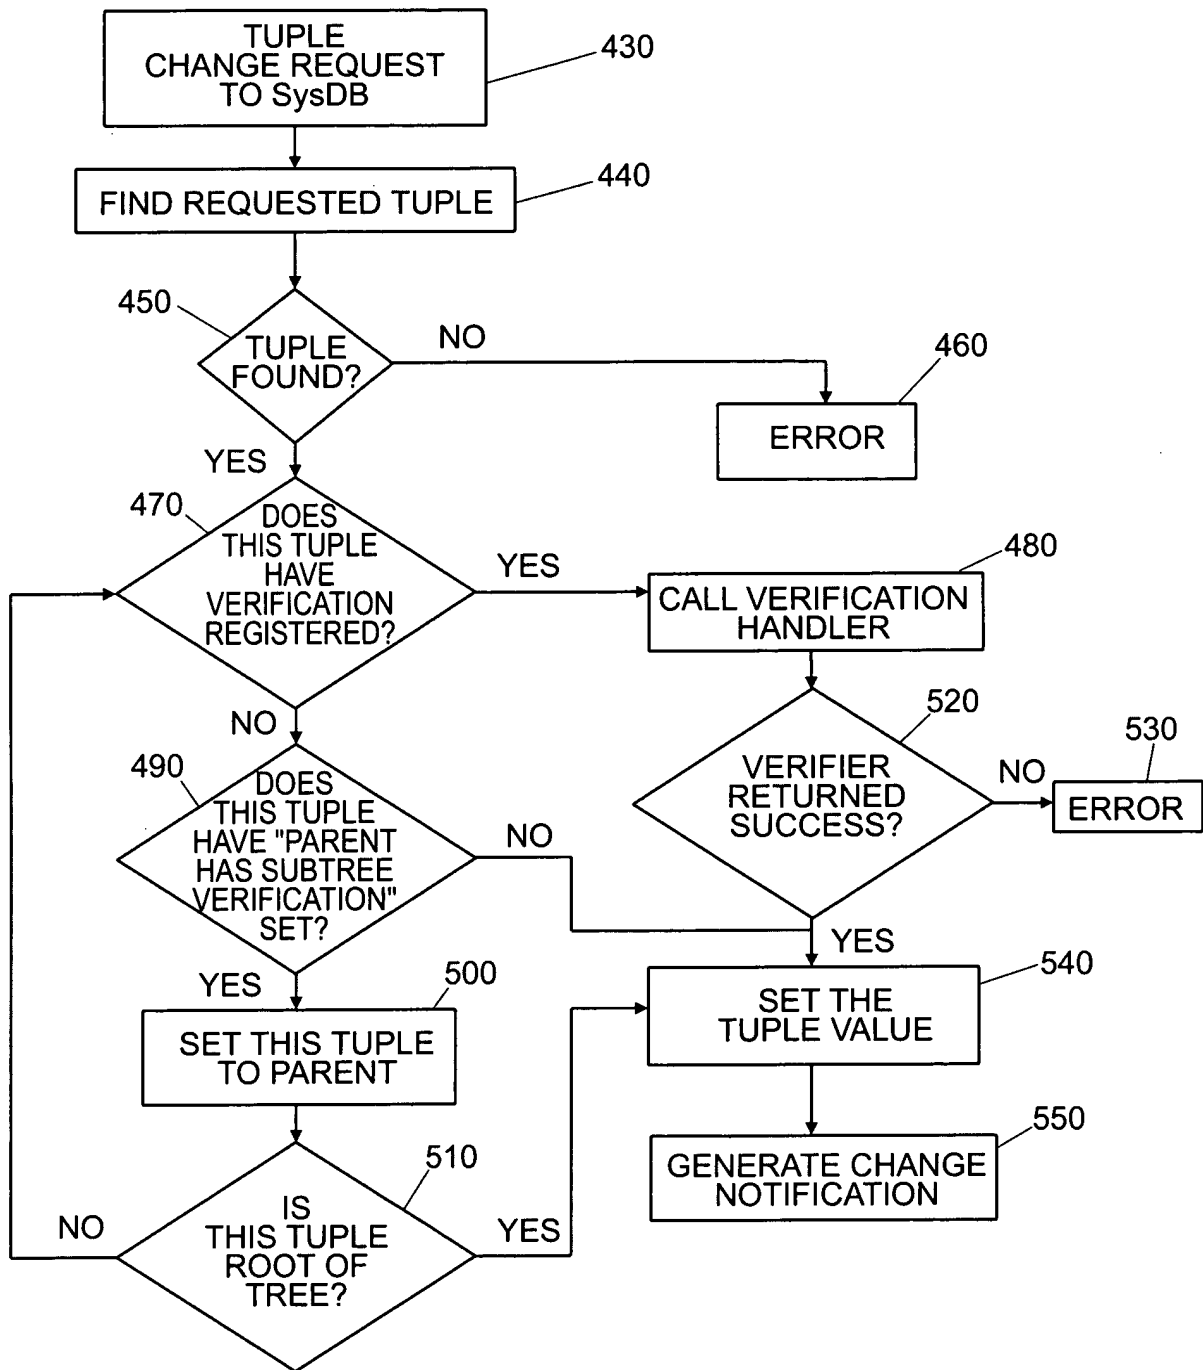 TUPLE
CHANGE REQUEST
TO SysDB
430
FIND REQUESTED TUPLE
440
450
TUPLE
FOUND?
NO
460
ERROR
YES
470
DOES
THIS TUPLE
HAVE
VERIFICATION
REGISTERED?
YES
480
CALL VERIFICATION
HANDLER
NO
520
VERIFIER
RETURNED
SUCCESS?
NO
530
ERROR
490
DOES
THIS TUPLE
HAVE "PARENT
HAS SUBTREE
VERIFICATION"
SET?
NO
YES
YES
500
SET THIS TUPLE
TO PARENT
540
SET THE
TUPLE VALUE
510
IS
THIS TUPLE
ROOT OF
TREE?
NO
YES
550
GENERATE CHANGE
NOTIFICATION